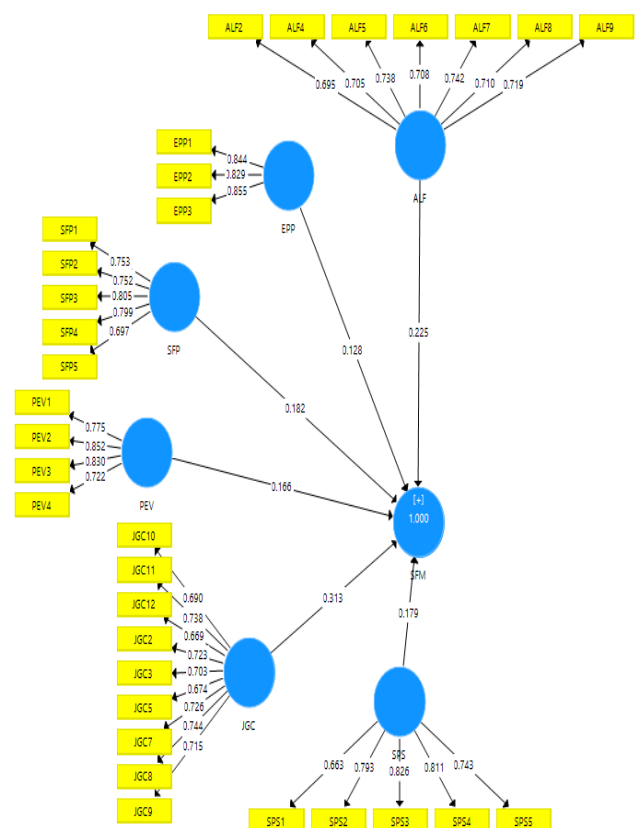 ALF2 ALF4 ALF5 ALF6 ALF7 ALF8 ALF9
0.695 0.705 0.738 0.708 0.742 0.710 0.719
ALF
EPP1
EPP2
EPP3
0.844
0.829
0.855
EPP
SFP1
SFP2
SFP3
SFP4
SFP5
0.753
0.752
0.805
0.799
0.697
SFP
0.225
0.128
0.182
PEV1
PEV2
PEV3
PEV4
0.775
0.852
0.830
0.722
PEV
0.166
[+]
1.000
SFM
JGC10
JGC11
JGC12
JGC2
JGC3
JGC5
JGC7
JGC8
JGC9
0.690
0.738
0.669
0.723
0.703
0.674
0.726
0.744
0.715
JGC
0.313
0.179
SPS
0.663 0.793 0.826 0.811 0.743
SPS1 SPS2 SPS3 SPS4 SPS5